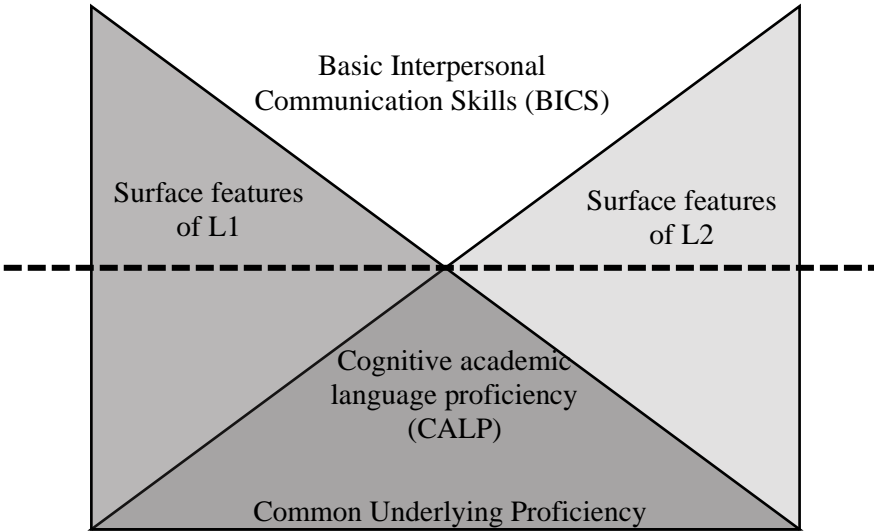 Basic Interpersonal
Communication Skills (BICS)
Surface features
of L1
Surface features
of L2
Cognitive academic
language proficiency
(CALP)
Common Underlying Proficiency